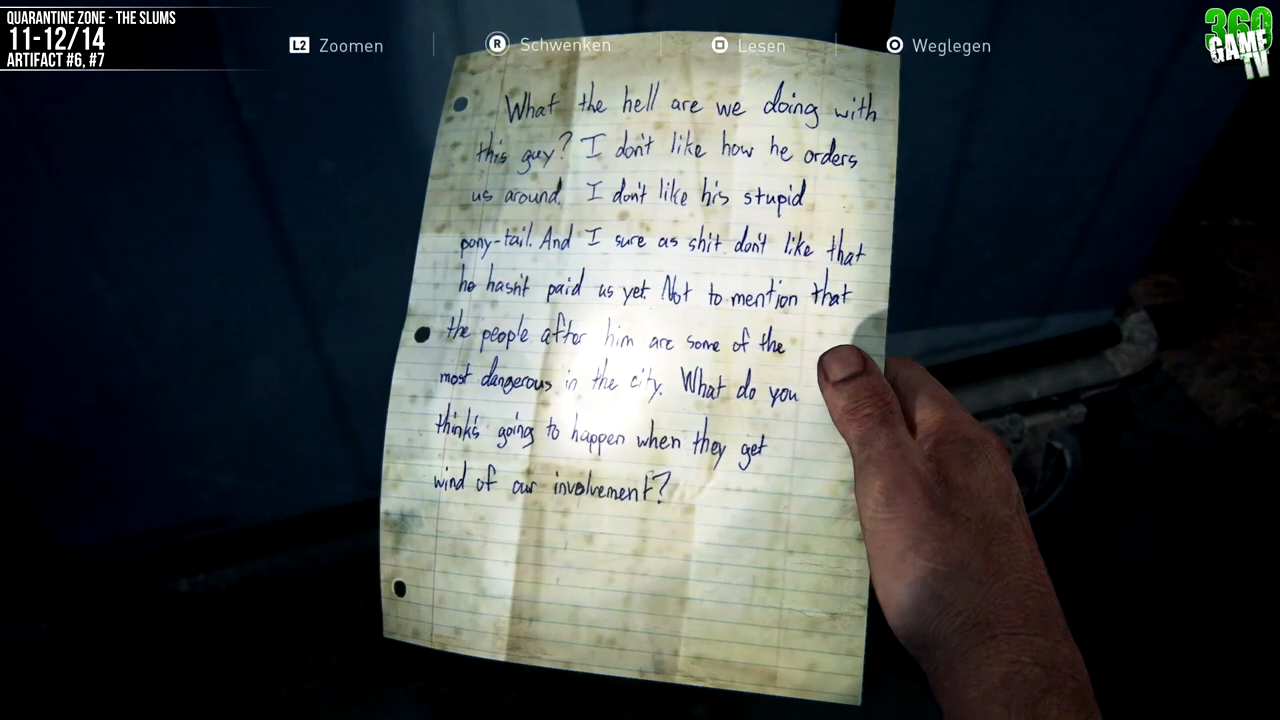 QUARANTINE ZONE - THE SLUMS
11-12/14
ARTIFACT #6, #7
L2 Zoomen
R Schwenken
Lesen
Weglegen
360
GAME
TV
What the hell are we doing with
this guy? I don't like how he orders
us around. I don't like his stupid
pony-tail. And I sure as shit don't like that
he hasn't paid us yet. Not to mention that
the people after him are some of the
most dangerous in the city. What do you
think's going to happen when they get
wind of our involvement?